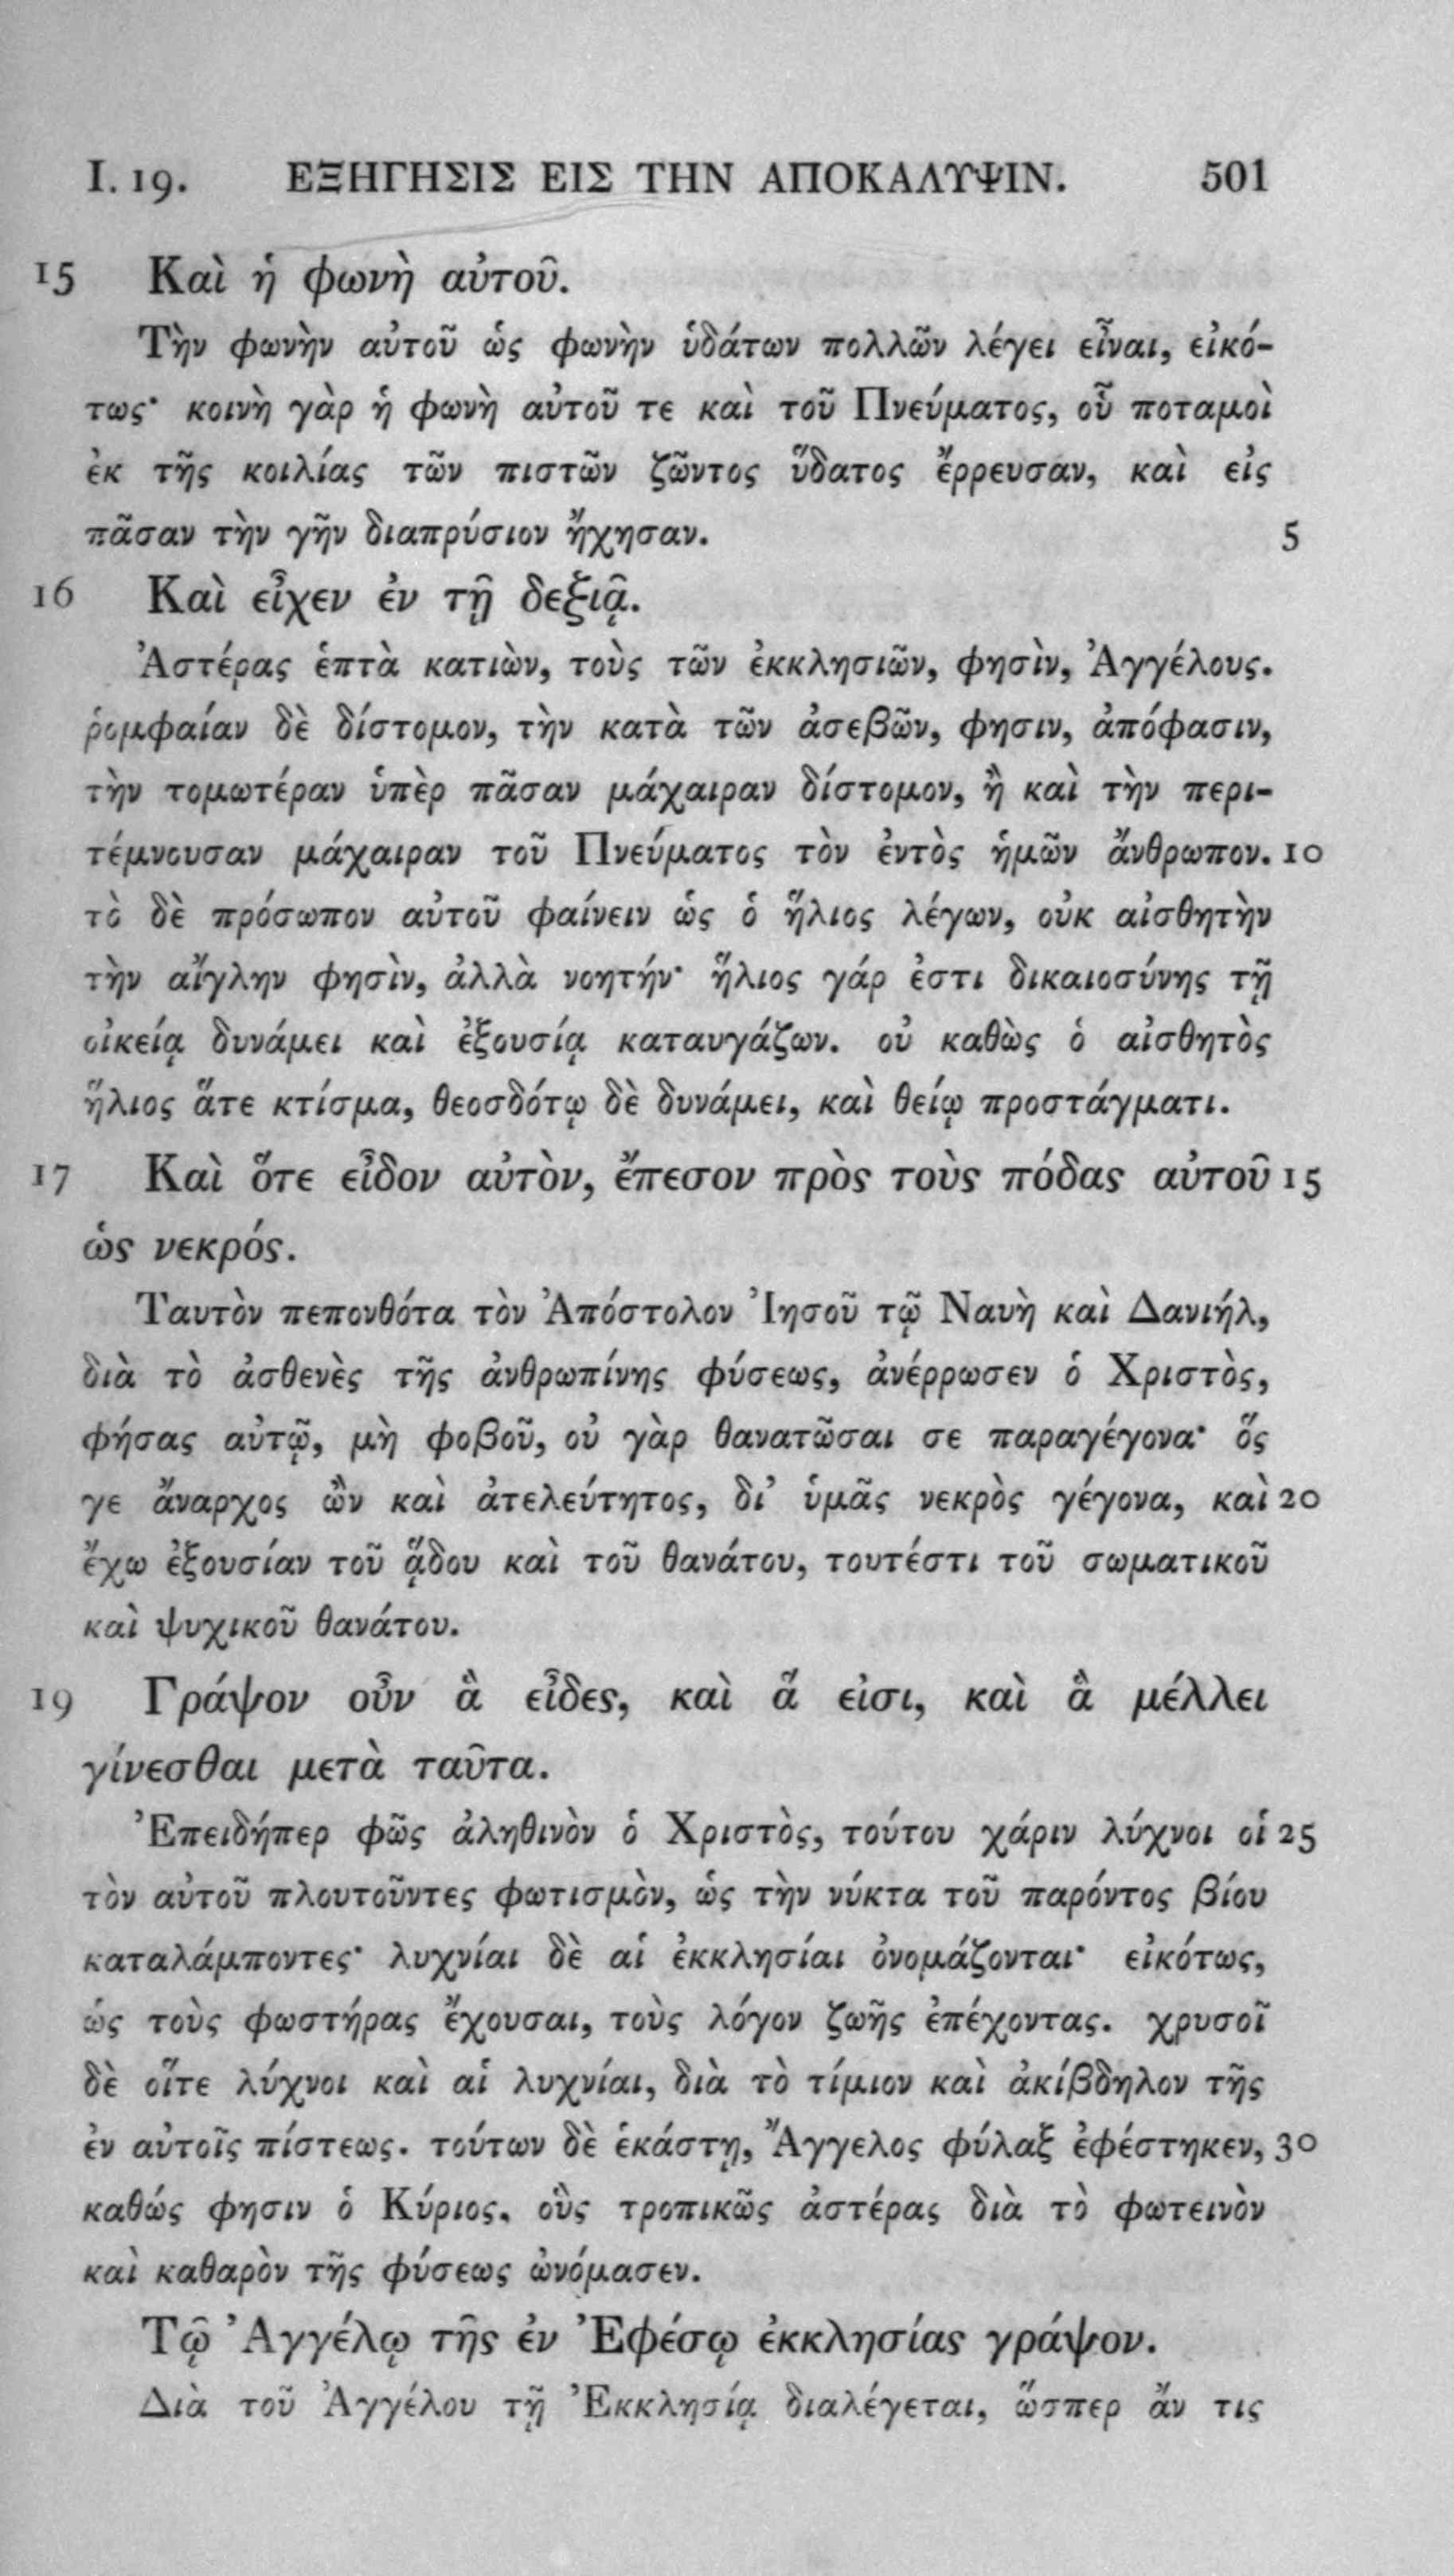 I. 19. ΕΞΗΓΗΣΙΣ ΕΙΣ ΤΗΝ ΑΠΟΚΑΛΥΨΙΝ. 501
15 Καὶ ἡ φωνὴ αὐτοῦ.
Τὴν φωνὴν αὐτοῦ ὡς φωνὴν ὑδάτων πολλῶν λέγει εἶναι, εἰκό-
τως· κοινὴ γὰρ ἡ φωνὴ αὐτοῦ τε καὶ τοῦ Πνεύματος, οὗ ποταμοὶ
ἐκ τῆς κοιλίας τῶν πιστῶν ζῶντος ὕδατος ἔρρευσαν, καὶ εἰς
πᾶσαν τὴν γῆν διαπρύσιον ἤχησαν. 5
16 Καὶ εἶχεν ἐν τῇ δεξιᾷ.
Ἀστέρας ἑπτὰ κατιὼν, τοὺς τῶν ἐκκλησιῶν, φησὶν, Ἀγγέλους.
ῥομφαίαν δὲ δίστομον, τὴν κατὰ τῶν ἀσεβῶν, φησιν, ἀπόφασιν,
τὴν τομωτέραν ὑπὲρ πᾶσαν μάχαιραν δίστομον, ἢ καὶ τὴν περι-
τέμνουσαν μάχαιραν τοῦ Πνεύματος τὸν ἐντὸς ἡμῶν ἄνθρωπον. 10
τὸ δὲ πρόσωπον αὐτοῦ φαίνειν ὡς ὁ ἥλιος λέγων, οὐκ αἰσθητὴν
τὴν αἴγλην φησὶν, ἀλλὰ νοητήν· ἥλιος γάρ ἐστι δικαιοσύνης τῇ
οἰκείᾳ δυνάμει καὶ ἐξουσίᾳ καταυγάζων. οὐ καθὼς ὁ αἰσθητὸς
ἥλιος ἅτε κτίσμα, θεοσδότῳ δὲ δυνάμει, καὶ θείῳ προστάγματι.
17 Καὶ ὅτε εἶδον αὐτὸν, ἔπεσον πρὸς τοὺς πόδας αὐτοῦ 15
ὡς νεκρός.
Ταυτὸν πεπονθότα τὸν Ἀπόστολον Ἰησοῦ τῷ Ναυὴ καὶ Δανιήλ,
διὰ τὸ ἀσθενὲς τῆς ἀνθρωπίνης φύσεως, ἀνέρρωσεν ὁ Χριστὸς,
φήσας αὐτῷ, μὴ φοβοῦ, οὐ γὰρ θανατῶσαι σε παραγέγονα· ὅς
γε ἄναρχος ὢν καὶ ἀτελεύτητος, δι’ ὑμᾶς νεκρὸς γέγονα, καὶ 20
ἔχω ἐξουσίαν τοῦ ᾅδου καὶ τοῦ θανάτου, τουτέστι τοῦ σωματικοῦ
καὶ ψυχικοῦ θανάτου.
19 Γράψον οὖν ἃ εἶδες, καὶ ἅ εἰσι, καὶ ἃ μέλλει
γίνεσθαι μετὰ ταῦτα.
Ἐπειδήπερ φῶς ἀληθινὸν ὁ Χριστὸς, τούτου χάριν λύχνοι οἱ 25
τὸν αὐτοῦ πλουτοῦντες φωτισμὸν, ὡς τὴν νύκτα τοῦ παρόντος βίου
καταλάμποντες· λυχνίαι δὲ αἱ ἐκκλησίαι ὀνομάζονται· εἰκότως,
ὡς τοὺς φωστήρας ἔχουσαι, τοὺς λόγον ζωῆς ἐπέχοντας. χρυσοῖ
δὲ οἵτε λύχνοι καὶ αἱ λυχνίαι, διὰ τὸ τίμιον καὶ ἀκίβδηλον τῆς
ἐν αὐτοῖς πίστεως. τούτων δὲ ἑκάστῃ, Ἄγγελος φύλαξ ἐφέστηκεν, 30
καθώς φησιν ὁ Κύριος. οὓς τροπικῶς ἀστέρας διὰ τὸ φωτεινὸν
καὶ καθαρὸν τῆς φύσεως ὠνόμασεν.
Τῷ Ἀγγέλῳ τῆς ἐν Ἐφέσῳ ἐκκλησίας γράψον.
Διὰ τοῦ Ἀγγέλου τῇ Ἐκκλησίᾳ διαλέγεται, ὥσπερ ἄν τις